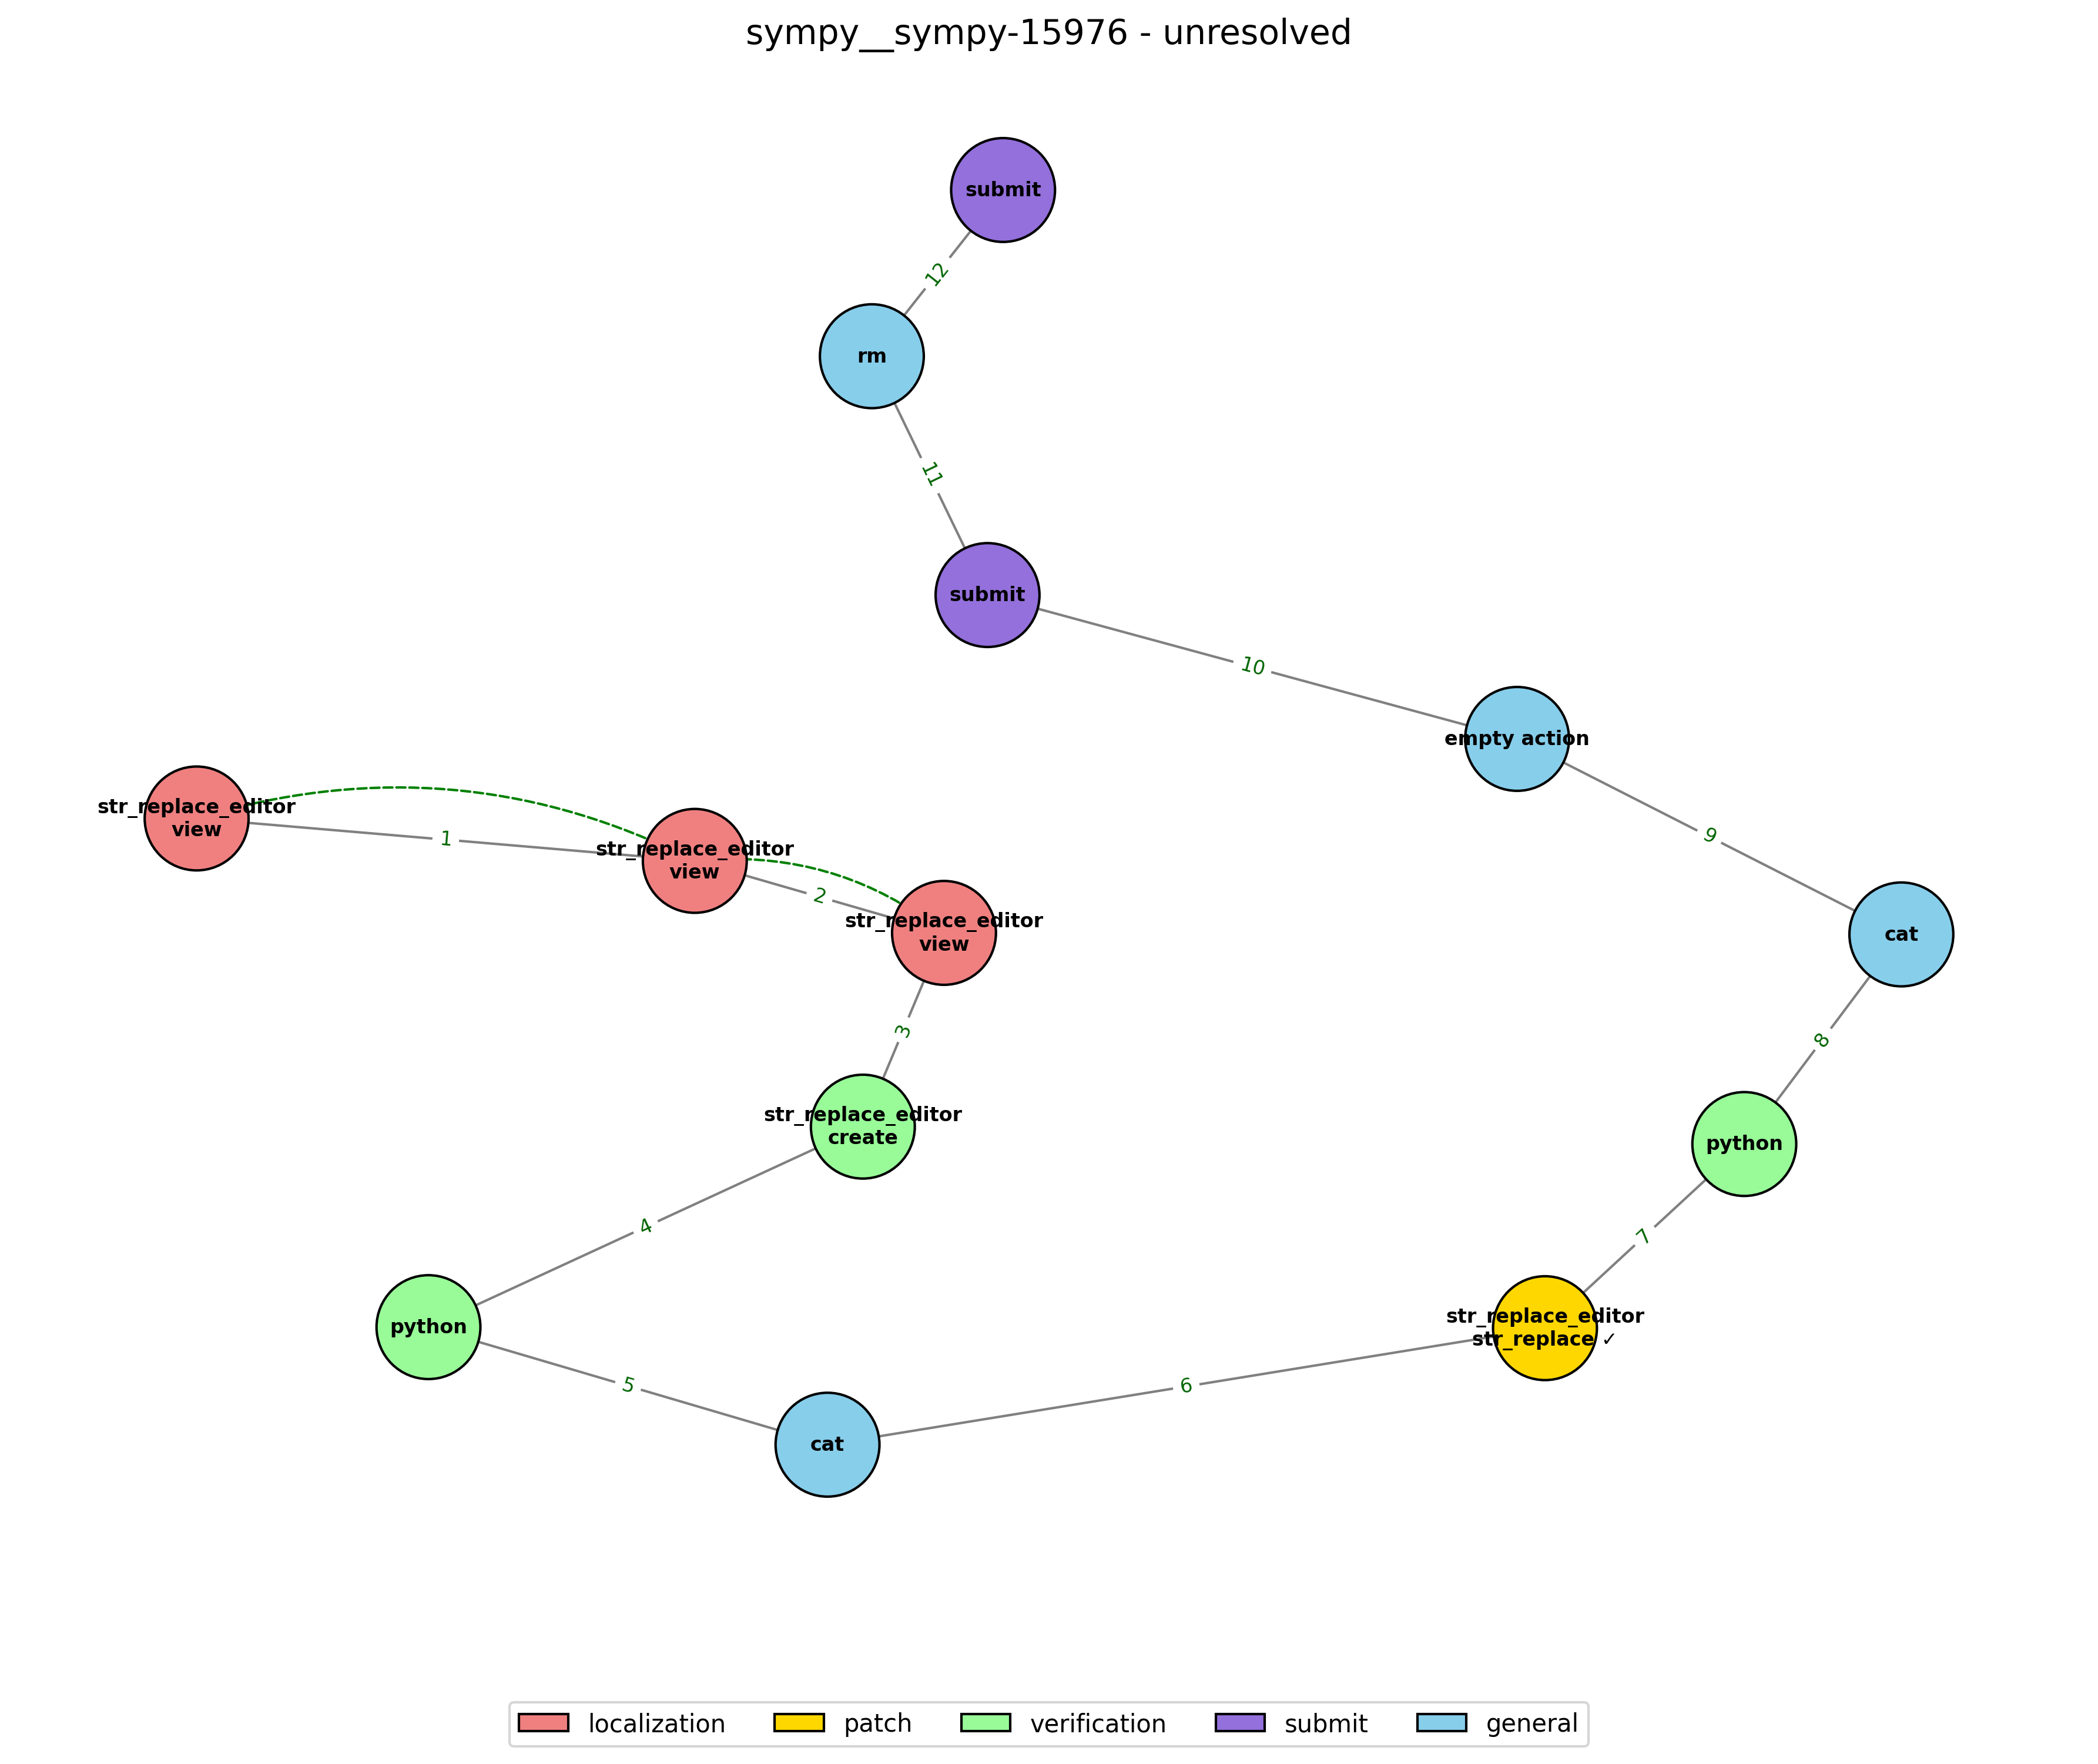 sympy__sympy-15976 - unresolved
submit
12
rm
11
submit
10
empty action
str_replace_editor
view
1
str_replace_editor
view
2
str_replace_editor
view
9
cat
3
8
str_replace_editor
create
python
4
7
python
str_replace_editor
str_replace ✓
5
6
cat
localization
patch
verification
submit
general